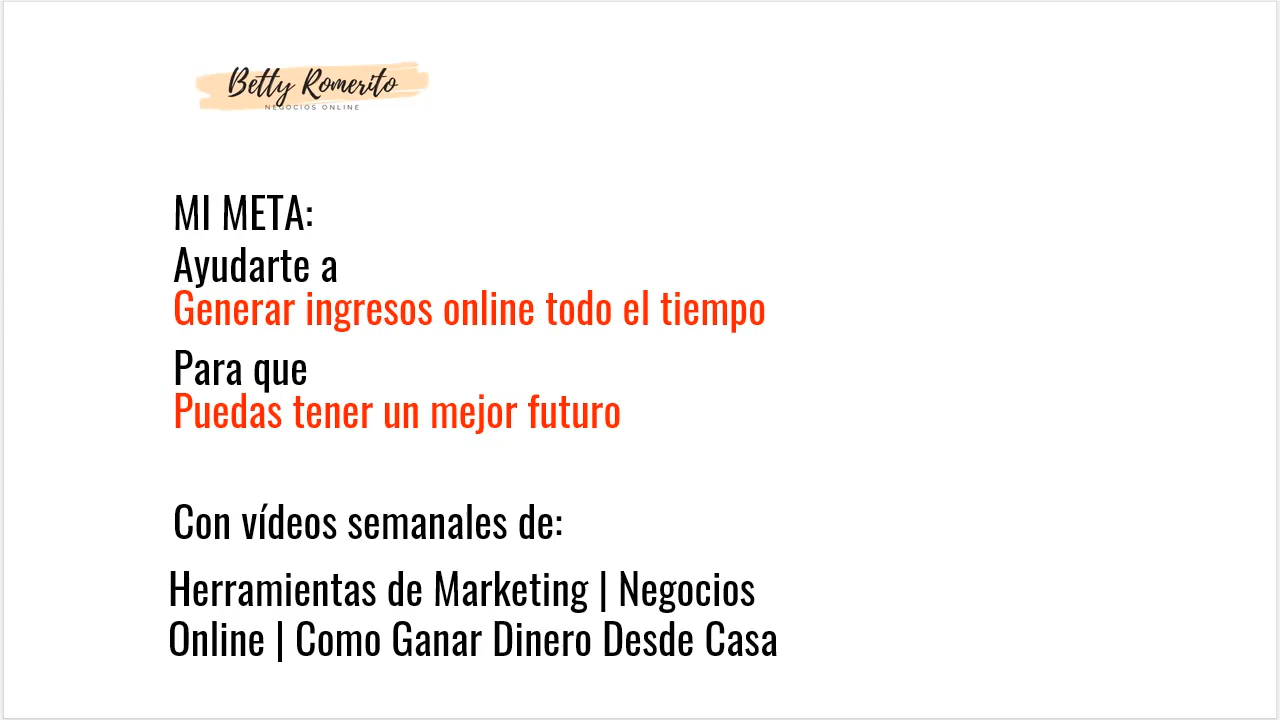 Betty Romerito
NEGOCIOS ONLINE
MI META:
Ayudarte a
Generar ingresos online todo el tiempo
Para que
Puedas tener un mejor futuro
Con vídeos semanales de:
Herramientas de Marketing | Negocios
Online | Como Ganar Dinero Desde Casa